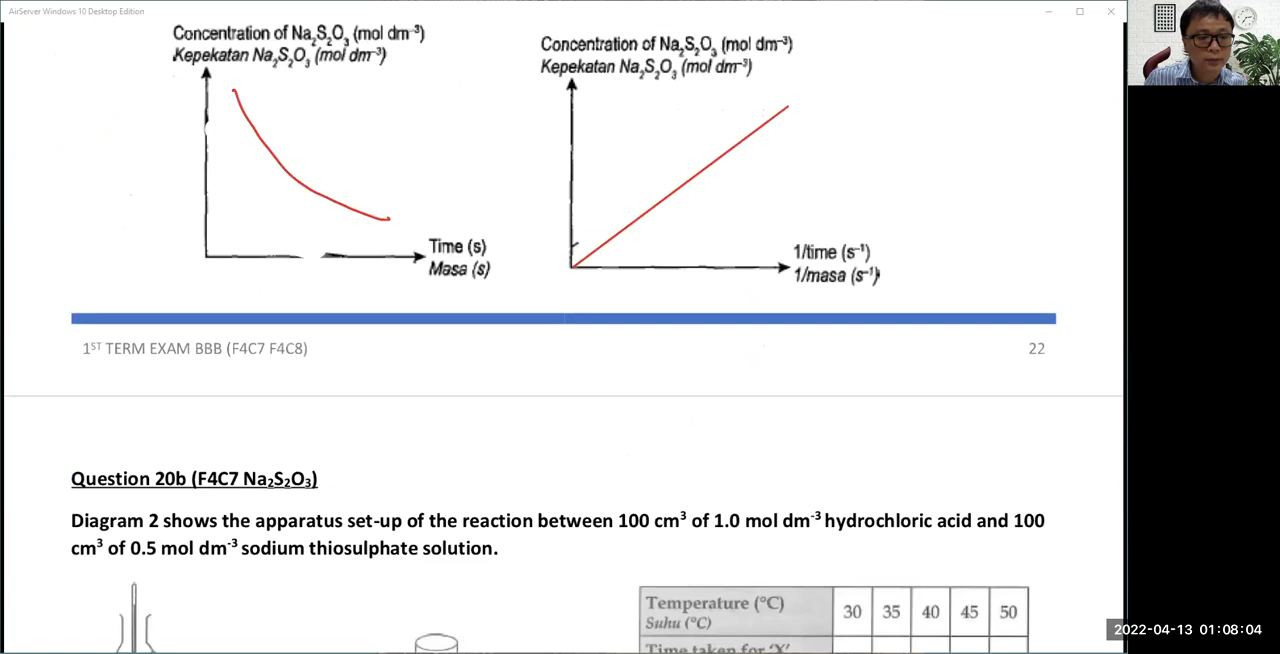 AirServer Windows 10 Desktop Edition
Concentration of Na₂S₂O₃ (mol dm⁻³)
Kepekatan Na₂S₂O₃ (mol dm⁻³)
Time (s)
Masa (s)
Concentration of Na₂S₂O₃ (mol dm⁻³)
Kepekatan Na₂S₂O₃ (mol dm⁻³)
1/time (s⁻¹)
1/masa (s⁻¹)
1ST TERM EXAM BBB (F4C7 F4C8)
22
Question 20b (F4C7 Na₂S₂O₃)
Diagram 2 shows the apparatus set-up of the reaction between 100 cm³ of 1.0 mol dm⁻³ hydrochloric acid and 100
cm³ of 0.5 mol dm⁻³ sodium thiosulphate solution.
Temperature (°C) 30 35 40 45 50
Suhu (°C)
Time taken for 'X'
2022-04-13 01:08:04